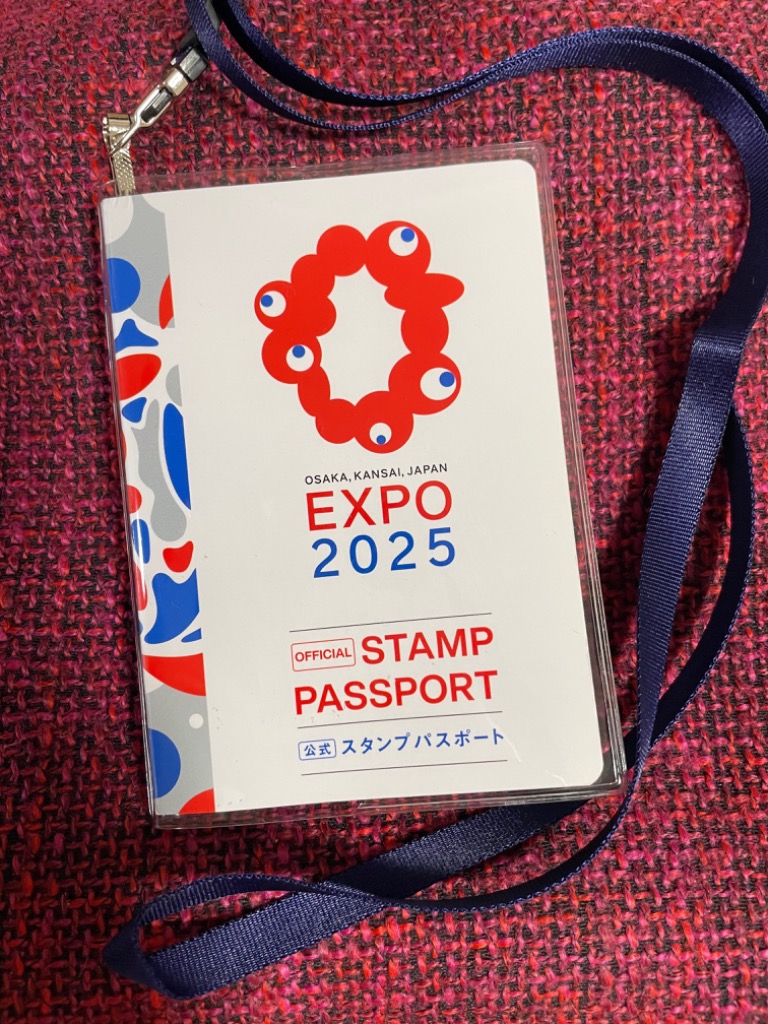 OSAKA, KANSAI, JAPAN
EXPO
2025
OFFICIAL STAMP
PASSPORT
公式 スタンプパスポート